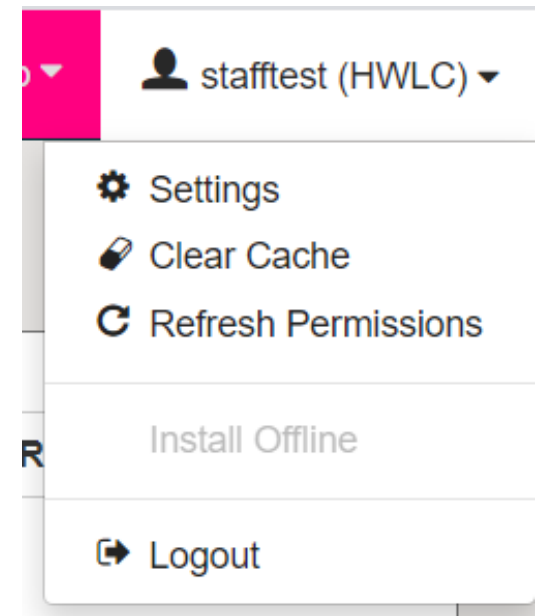 stafftest (HWLC)
Settings
Clear Cache
Refresh Permissions
Install Offline
R
Logout